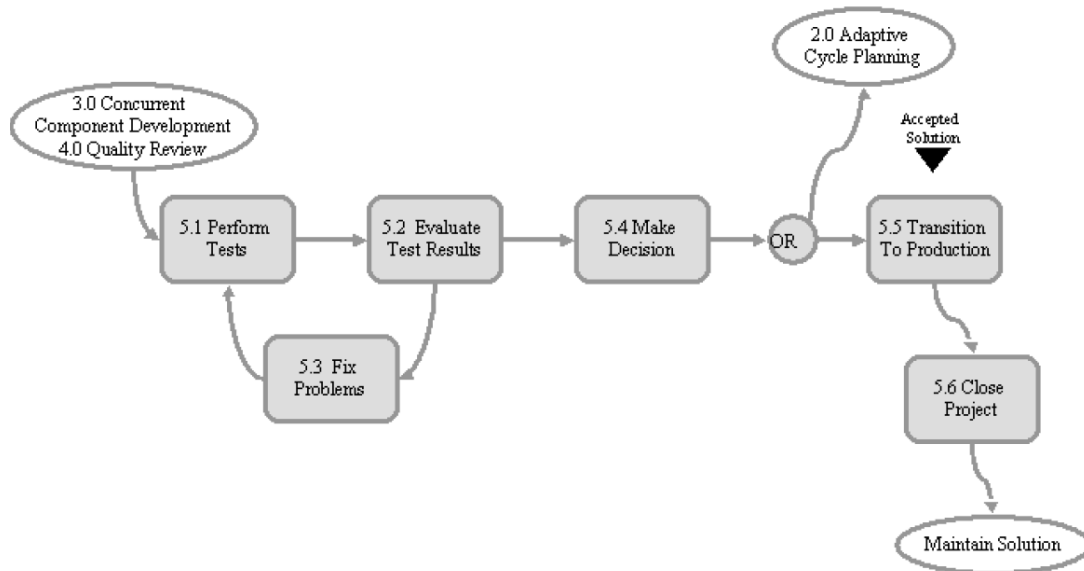 2.0 Adaptive
Cycle Planning
3.0 Concurrent
Component Development
4.0 Quality Review
Accepted
Solution
5.1 Perform
Tests
5.2 Evaluate
Test Results
5.4 Make
Decision
OR
5.5 Transition
To Production
5.3 Fix
Problems
5.6 Close
Project
Maintain Solution